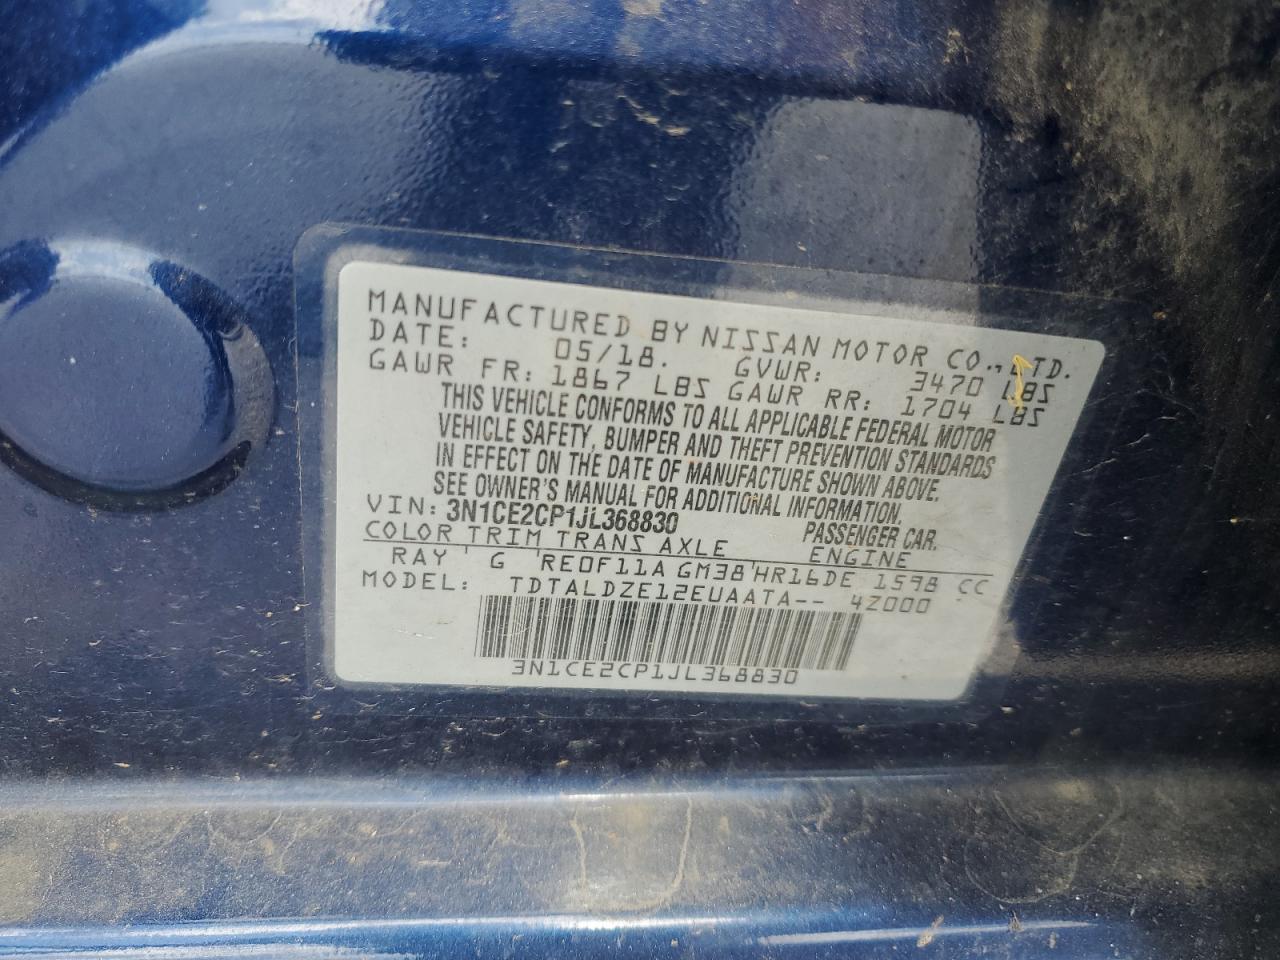 MANUFACTURED BY NISSAN MOTOR CO., LTD.
DATE: 05/18. GVWR: 3470 LBS
GAWR FR: 1867 LBS GAWR RR: 1704 LBS
THIS VEHICLE CONFORMS TO ALL APPLICABLE FEDERAL MOTOR
VEHICLE SAFETY, BUMPER AND THEFT PREVENTION STANDARDS
IN EFFECT ON THE DATE OF MANUFACTURE SHOWN ABOVE.
SEE OWNER'S MANUAL FOR ADDITIONAL INFORMATION.
VIN: 3N1CE2CP1JL368830 PASSENGER CAR.
COLOR TRIM TRANS AXLE ENGINE
RAY G RE0F11A GM38 HR16DE 1598 CC
MODEL: TDTALDZE12EUAATA-- 4Z000 -
3N1CE2CP1JL368830